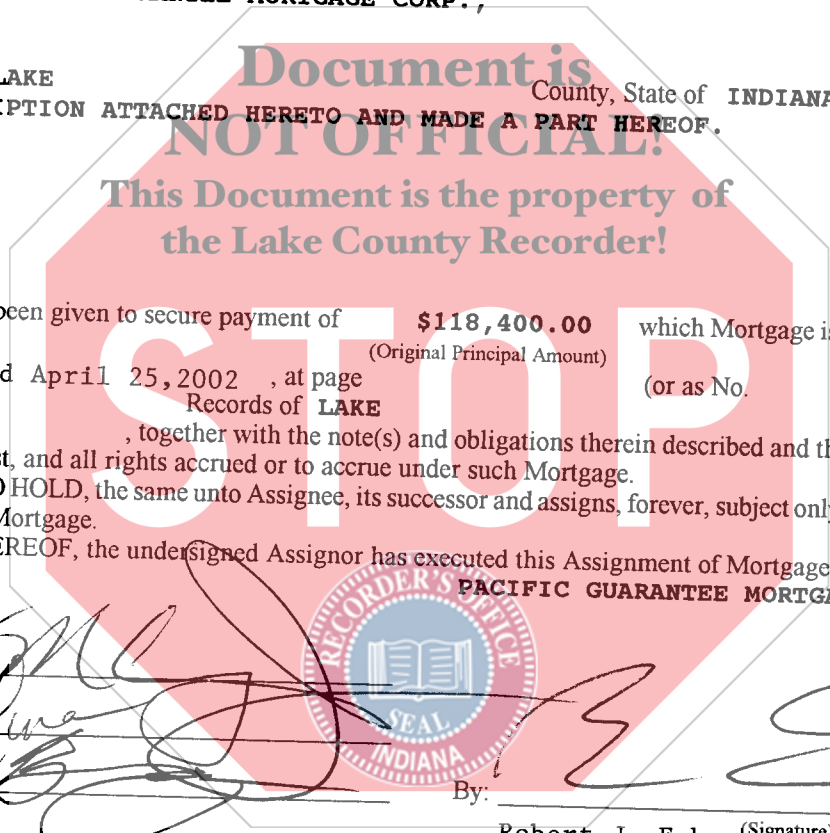 MORTGAGE CORP.,
Document is
LAKE County, State of INDIANA
IPTION ATTACHED HERETO AND MADE A PART HEREOF.
NOT OFFICIAL!
This Document is the property of
the Lake County Recorder!
been given to secure payment of $118,400.00 which Mortgage is
(Original Principal Amount)
d April 25,2002 , at page (or as No.
Records of LAKE
, together with the note(s) and obligations therein described and th
st, and all rights accrued or to accrue under such Mortgage.
O HOLD, the same unto Assignee, its successor and assigns, forever, subject only
Mortgage.
EREOF, the undersigned Assignor has executed this Assignment of Mortgage
PACIFIC GUARANTEE MORTGA
STOP
RECORDER'S OFFICE
SEAL
INDIANA
By:
(Signature)
Robert